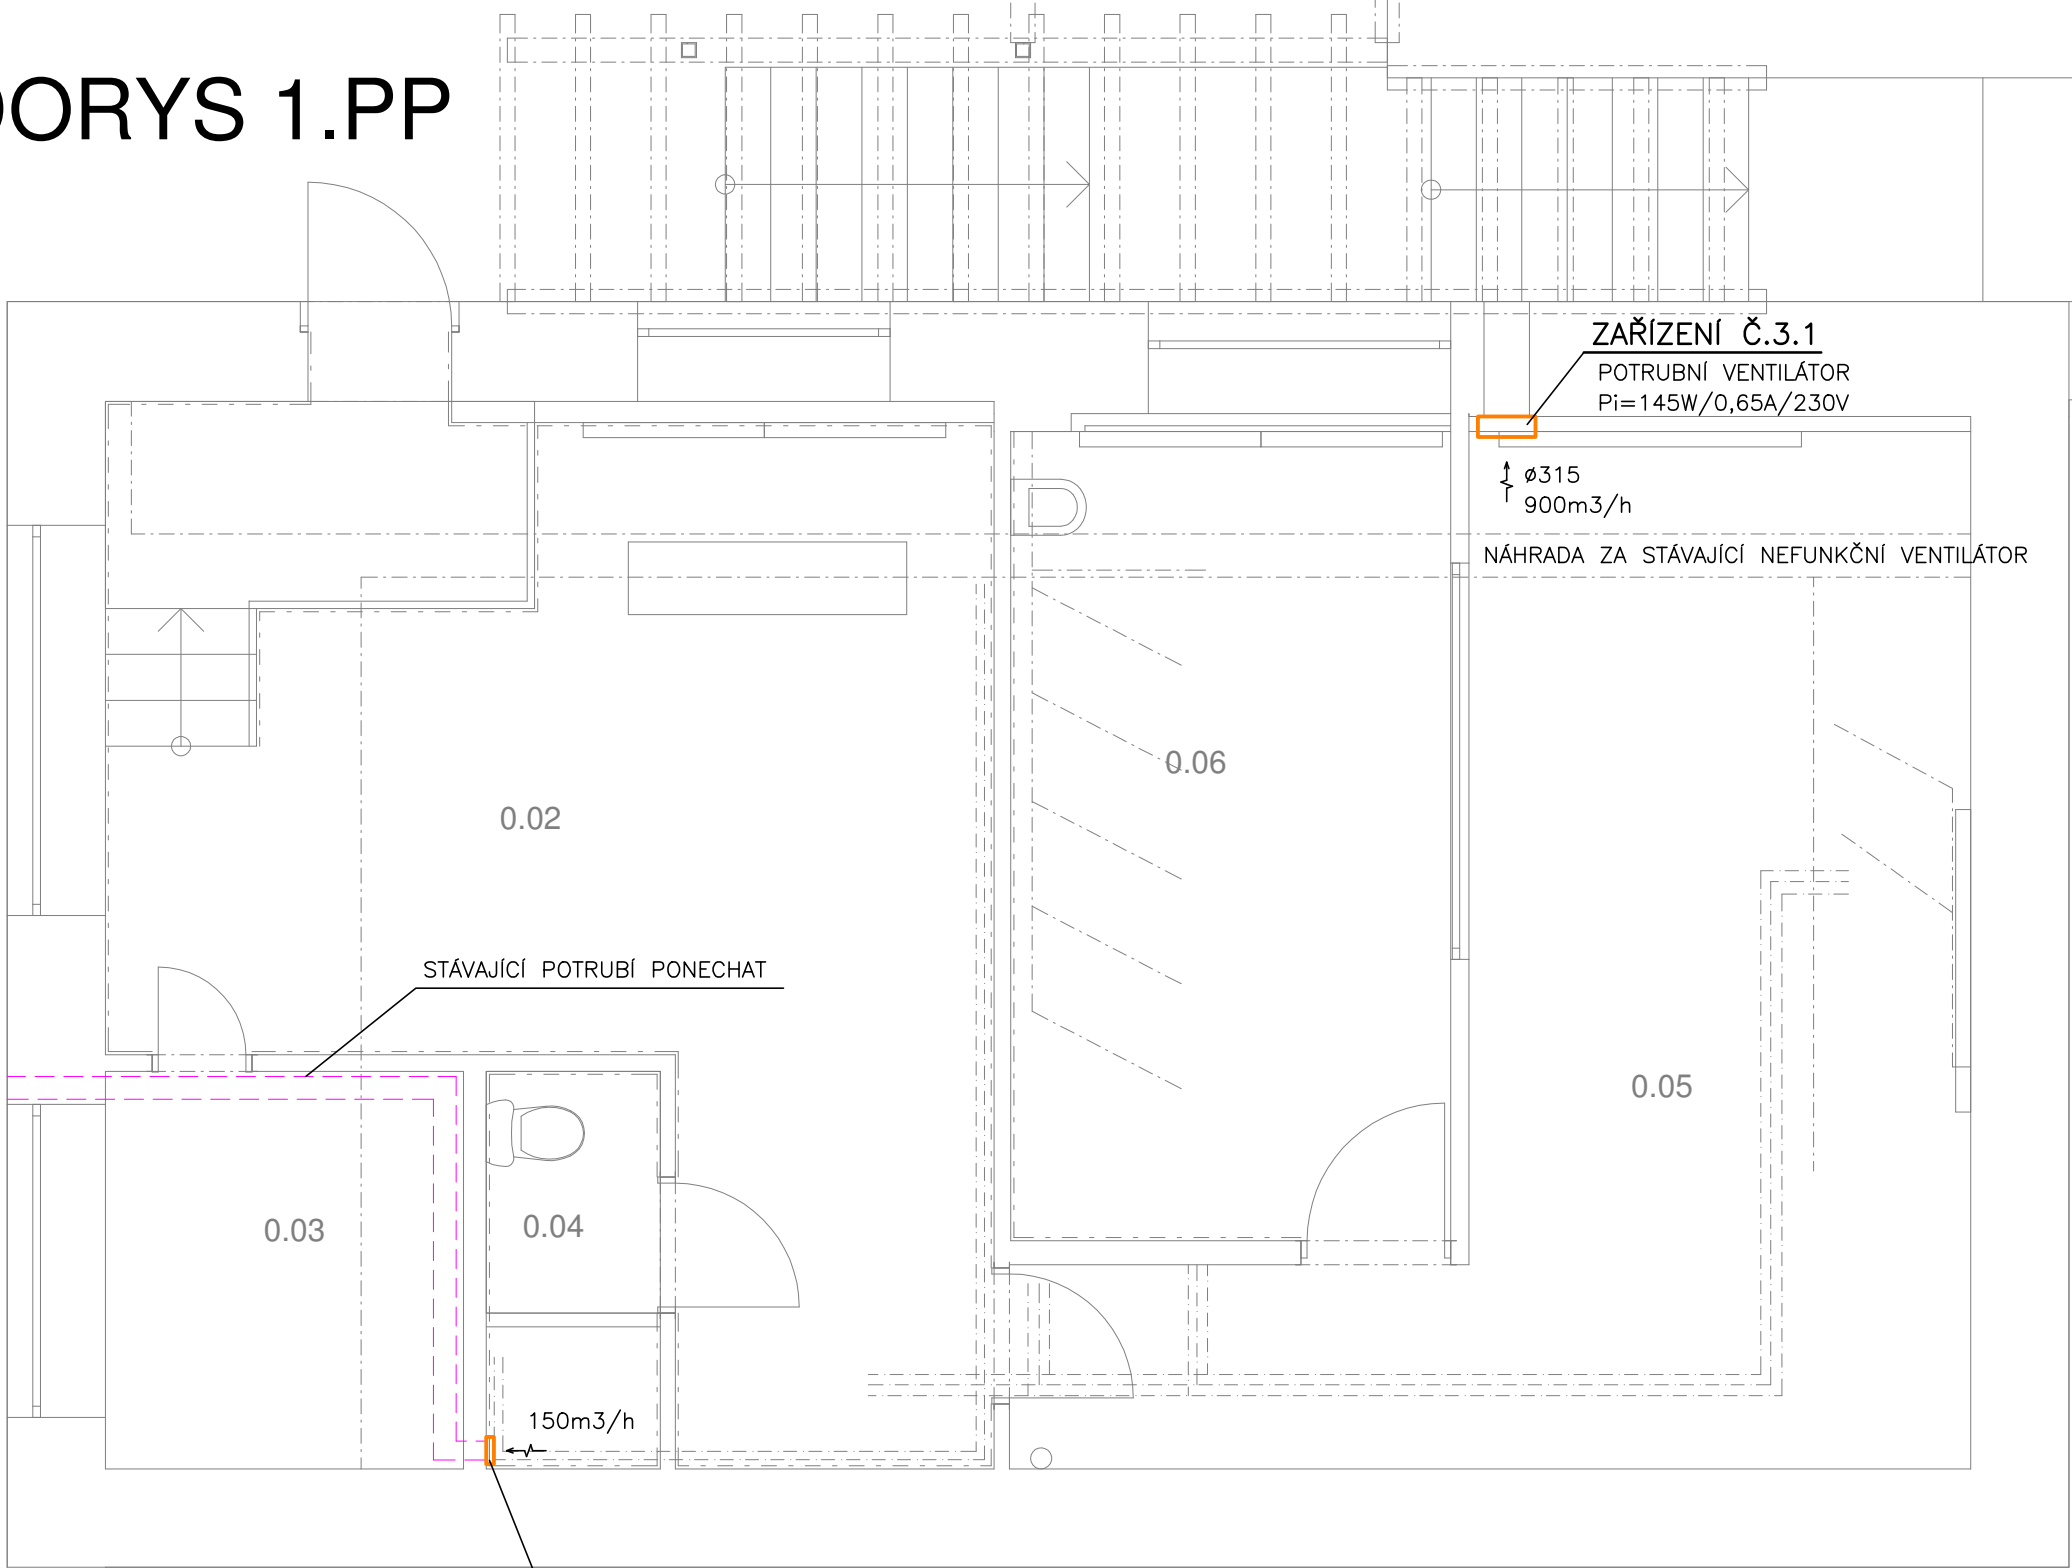 DORYS 1.PP
ZAŘÍZENÍ Č.3.1
POTRUBNÍ VENTILÁTOR
Pi=145W/0,65A/230V
ø315
900m3/h
NÁHRADA ZA STÁVAJÍCÍ NEFUNKČNÍ VENTILÁTOR
0.06
0.02
STÁVAJÍCÍ POTRUBÍ PONECHAT
0.05
0.03
0.04
150m3/h